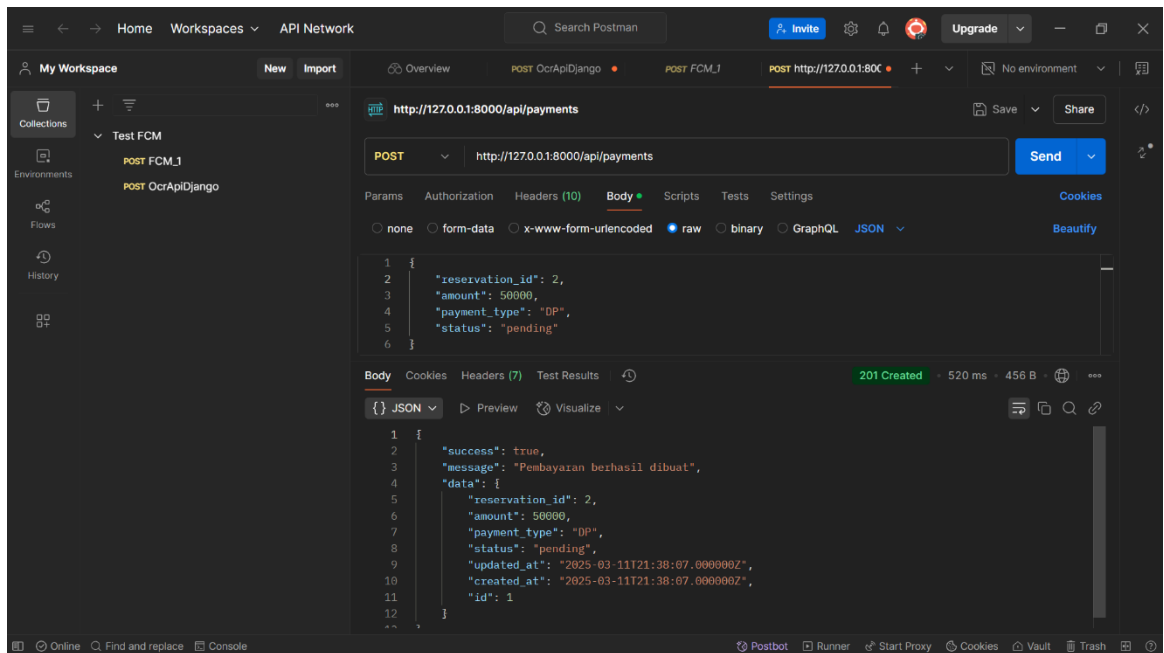 Home Workspaces API Network Search Postman Invite Upgrade
My Workspace New Import Overview POST OcrApiDjango POST FCM_1 POST http://127.0.0.1:800 No environment
Collections
Test FCM
POST FCM_1
POST OcrApiDjango
Environments
Flows
History
HTTP http://127.0.0.1:8000/api/payments Save Share
POST http://127.0.0.1:8000/api/payments Send
Params Authorization Headers (10) Body Scripts Tests Settings Cookies
none form-data x-www-form-urlencoded raw binary GraphQL JSON Beautify
1 {
2 "reservation_id": 2,
3 "amount": 50000,
4 "payment_type": "DP",
5 "status": "pending"
6 }
Body Cookies Headers (7) Test Results 201 Created 520 ms 456 B
{} JSON Preview Visualize
1 {
2 "success": true,
3 "message": "Pembayaran berhasil dibuat",
4 "data": {
5 "reservation_id": 2,
6 "amount": 50000,
7 "payment_type": "DP",
8 "status": "pending",
9 "updated_at": "2025-03-11T21:38:07.000000Z",
10 "created_at": "2025-03-11T21:38:07.000000Z",
11 "id": 1
12 }
Online Find and replace Console Postbot Runner Start Proxy Cookies Vault Trash